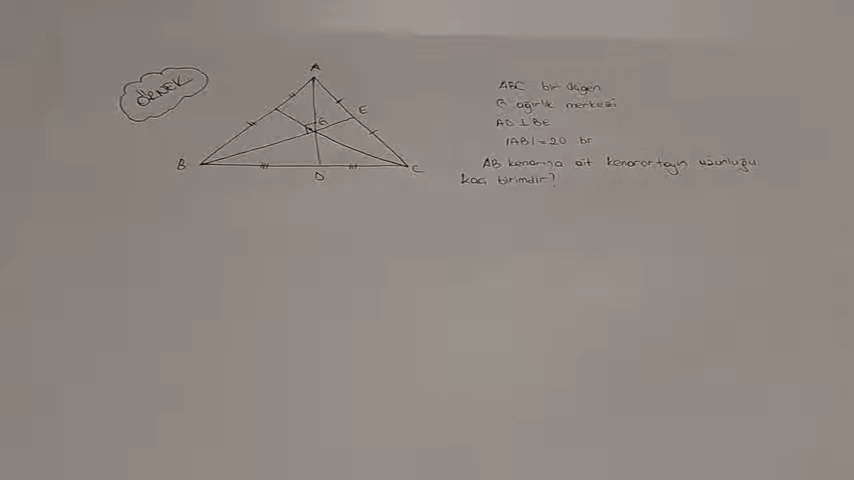 ÖRNEK
A
E
G
B
D
C
ABC bir üçgen
G ağırlık merkezi
AD ⊥ BE
|AB| = 20 br
AB kenarına ait kenarortayın uzunluğu
kaç birimdir?